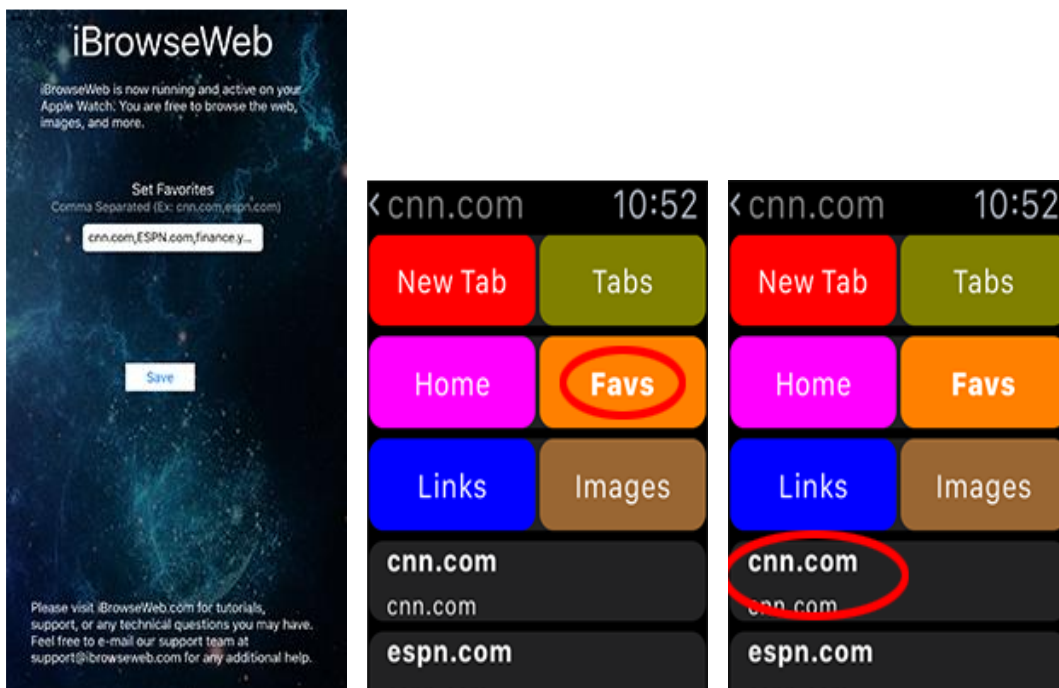 iBrowseWeb
iBrowseWeb is now running and active on your
Apple Watch. You are free to browse the web,
images, and more.
Set Favorites
Comma Separated (Ex: cnn.com,espn.com)
cnn.com,ESPN.com,finance.y...
Save
Please visit iBrowseWeb.com for tutorials,
support, or any technical questions you may have.
Feel free to e-mail our support team at
support@ibrowseweb.com for any additional help.
<cnn.com 10:52
New Tab Tabs
Home Favs
Links Images
cnn.com
cnn.com
espn.com
<cnn.com 10:52
New Tab Tabs
Home Favs
Links Images
cnn.com
cnn.com
espn.com